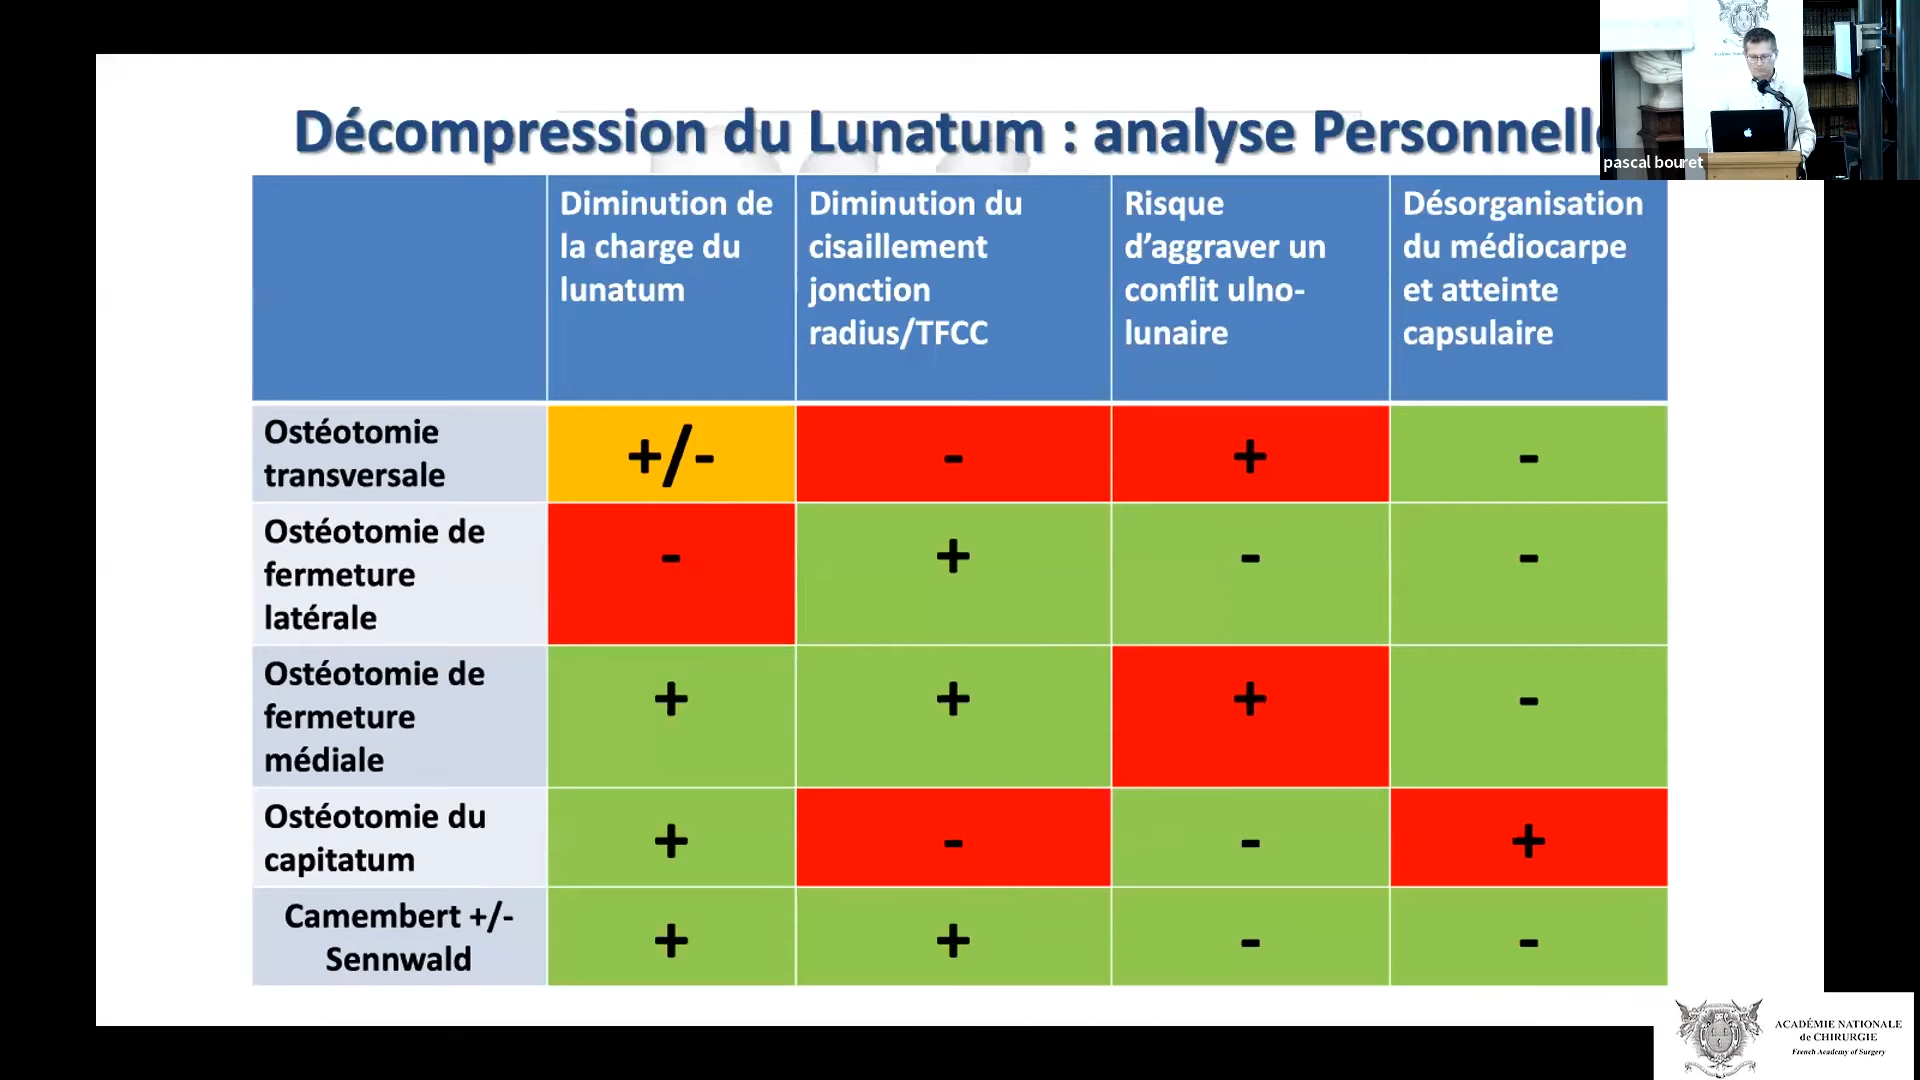 Décompression du Lunatum : analyse Personnelle
pascal bouret
Diminution de
la charge du
lunatum
Diminution du
cisaillement
jonction
radius/TFCC
Risque
d’aggraver un
conflit ulno-
lunaire
Désorganisation
du médiocarpe
et atteinte
capsulaire
Ostéotomie
transversale
+/-
-
+
-
Ostéotomie de
fermeture
latérale
-
+
-
-
Ostéotomie de
fermeture
médiale
+
+
+
-
Ostéotomie du
capitatum
+
-
-
+
Camembert +/-
Sennwald
+
+
-
-
ACADÉMIE NATIONALE
de CHIRURGIE
French Academy of Surgery